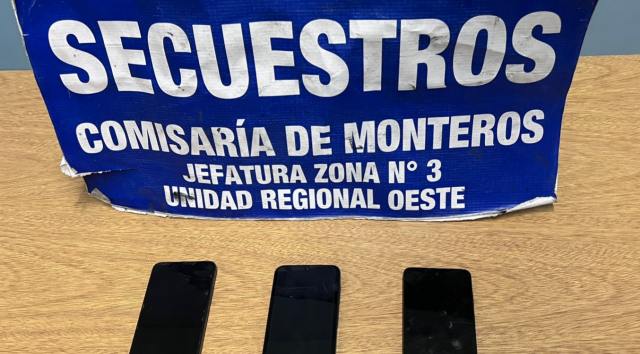 SECUESTROS
COMISARÍA DE MONTEROS
JEFATURA ZONA N° 3
UNIDAD REGIONAL OESTE